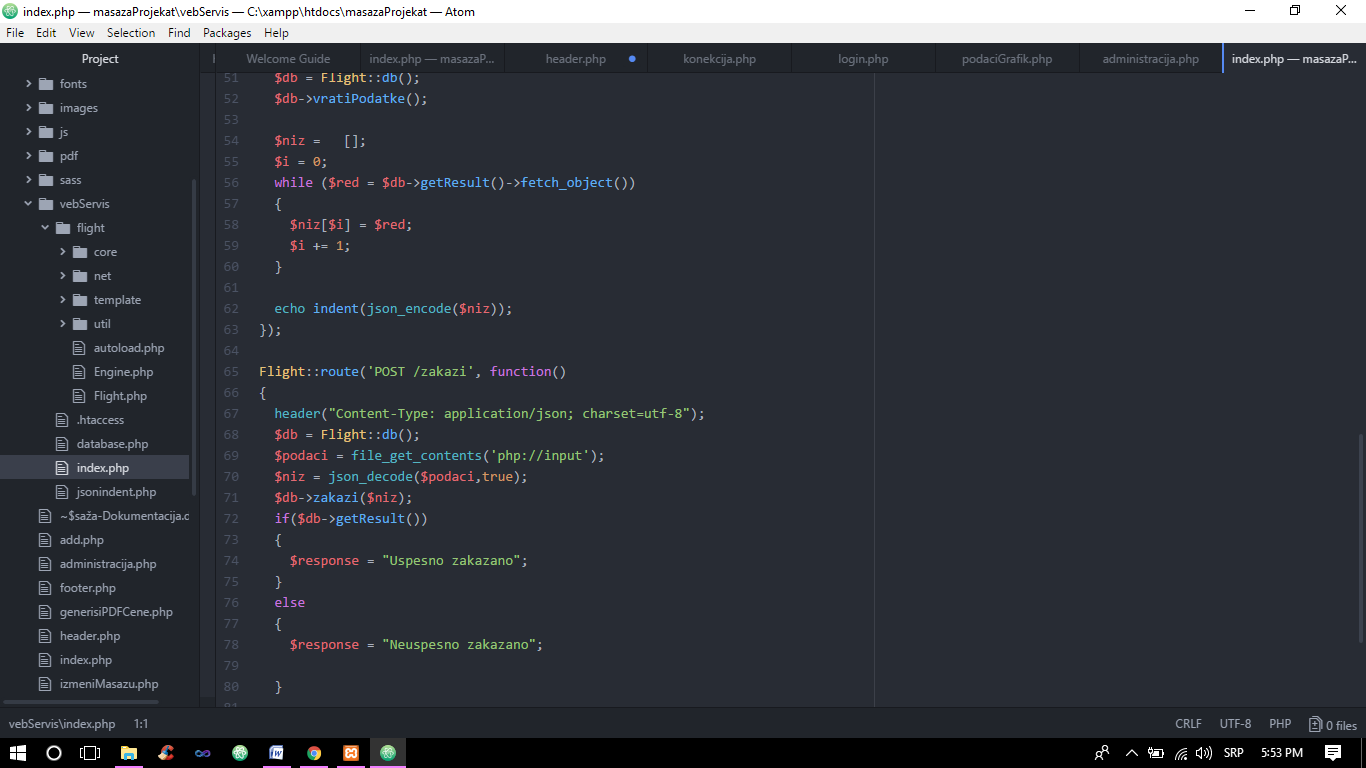 index.php — masazaProjekat\vebServis — C:\xampp\htdocs\masazaProjekat — Atom
File Edit View Selection Find Packages Help
Project
Welcome Guide index.php — masazaP... header.php konekcija.php login.php podaciGrafik.php administracija.php index.php — masazaP...
fonts
images
js
pdf
sass
vebServis
flight
core
net
template
util
autoload.php
Engine.php
Flight.php
.htaccess
database.php
index.php
jsonindent.php
~$saža-Dokumentacija.c
add.php
administracija.php
footer.php
generisiPDFCene.php
header.php
index.php
izmeniMasazu.php
51 $db = Flight::db();
52 $db->vratiPodatke();
53
54 $niz =   [];
55 $i = 0;
56 while ($red = $db->getResult()->fetch_object())
57 {
58 $niz[$i] = $red;
59 $i += 1;
60 }
61
62 echo indent(json_encode($niz));
63 });
64
65 Flight::route('POST /zakazi', function()
66 {
67 header("Content-Type: application/json; charset=utf-8");
68 $db = Flight::db();
69 $podaci = file_get_contents('php://input');
70 $niz = json_decode($podaci,true);
71 $db->zakazi($niz);
72 if($db->getResult())
73 {
74 $response = "Uspesno zakazano";
75 }
76 else
77 {
78 $response = "Neuspesno zakazano";
79
80 }
vebServis\index.php 1:1 CRLF UTF-8 PHP 0 files
SRP 5:53 PM